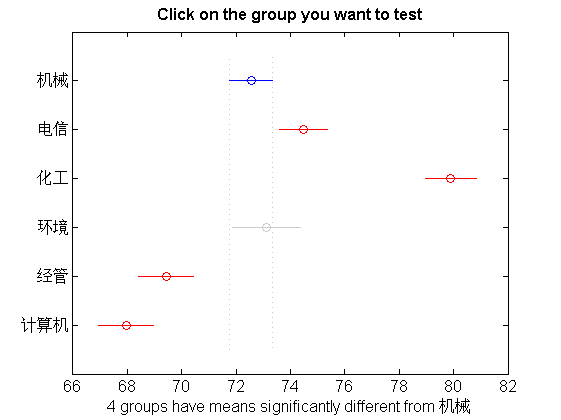 Click on the group you want to test
机械
电信
化工
环境
经管
计算机
66 68 70 72 74 76 78 80 82
4 groups have means significantly different from 机械